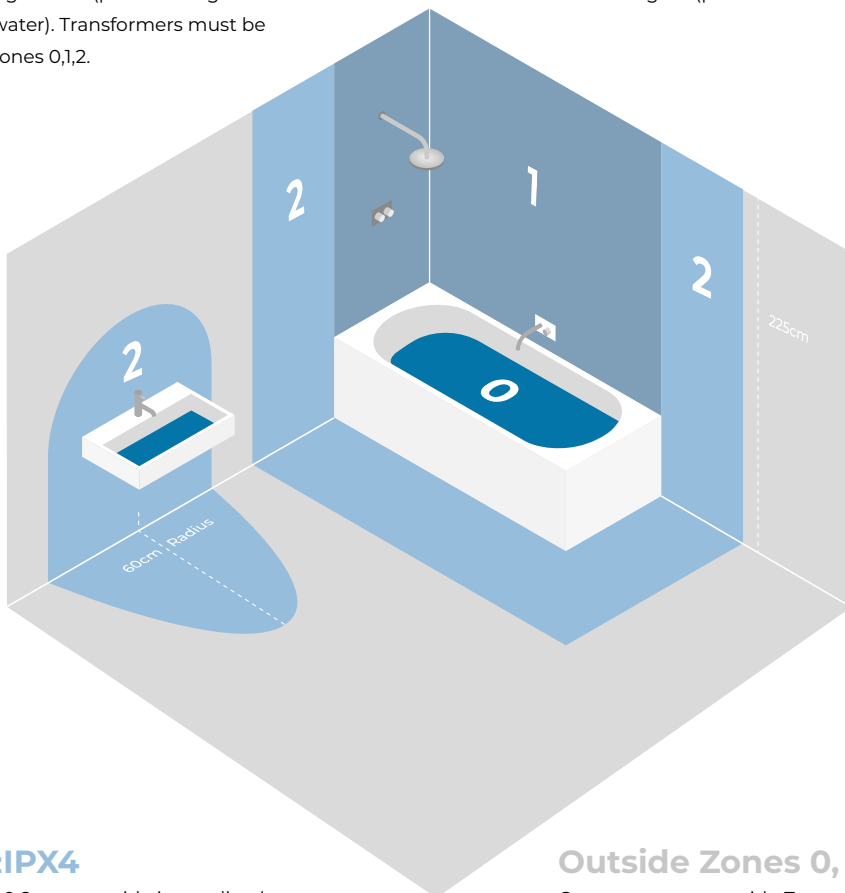 water). Transformers must be
ones 0,1,2.
2
1
2
225cm
2
0
60cm Radius
:IPX4
Outside Zones 0,